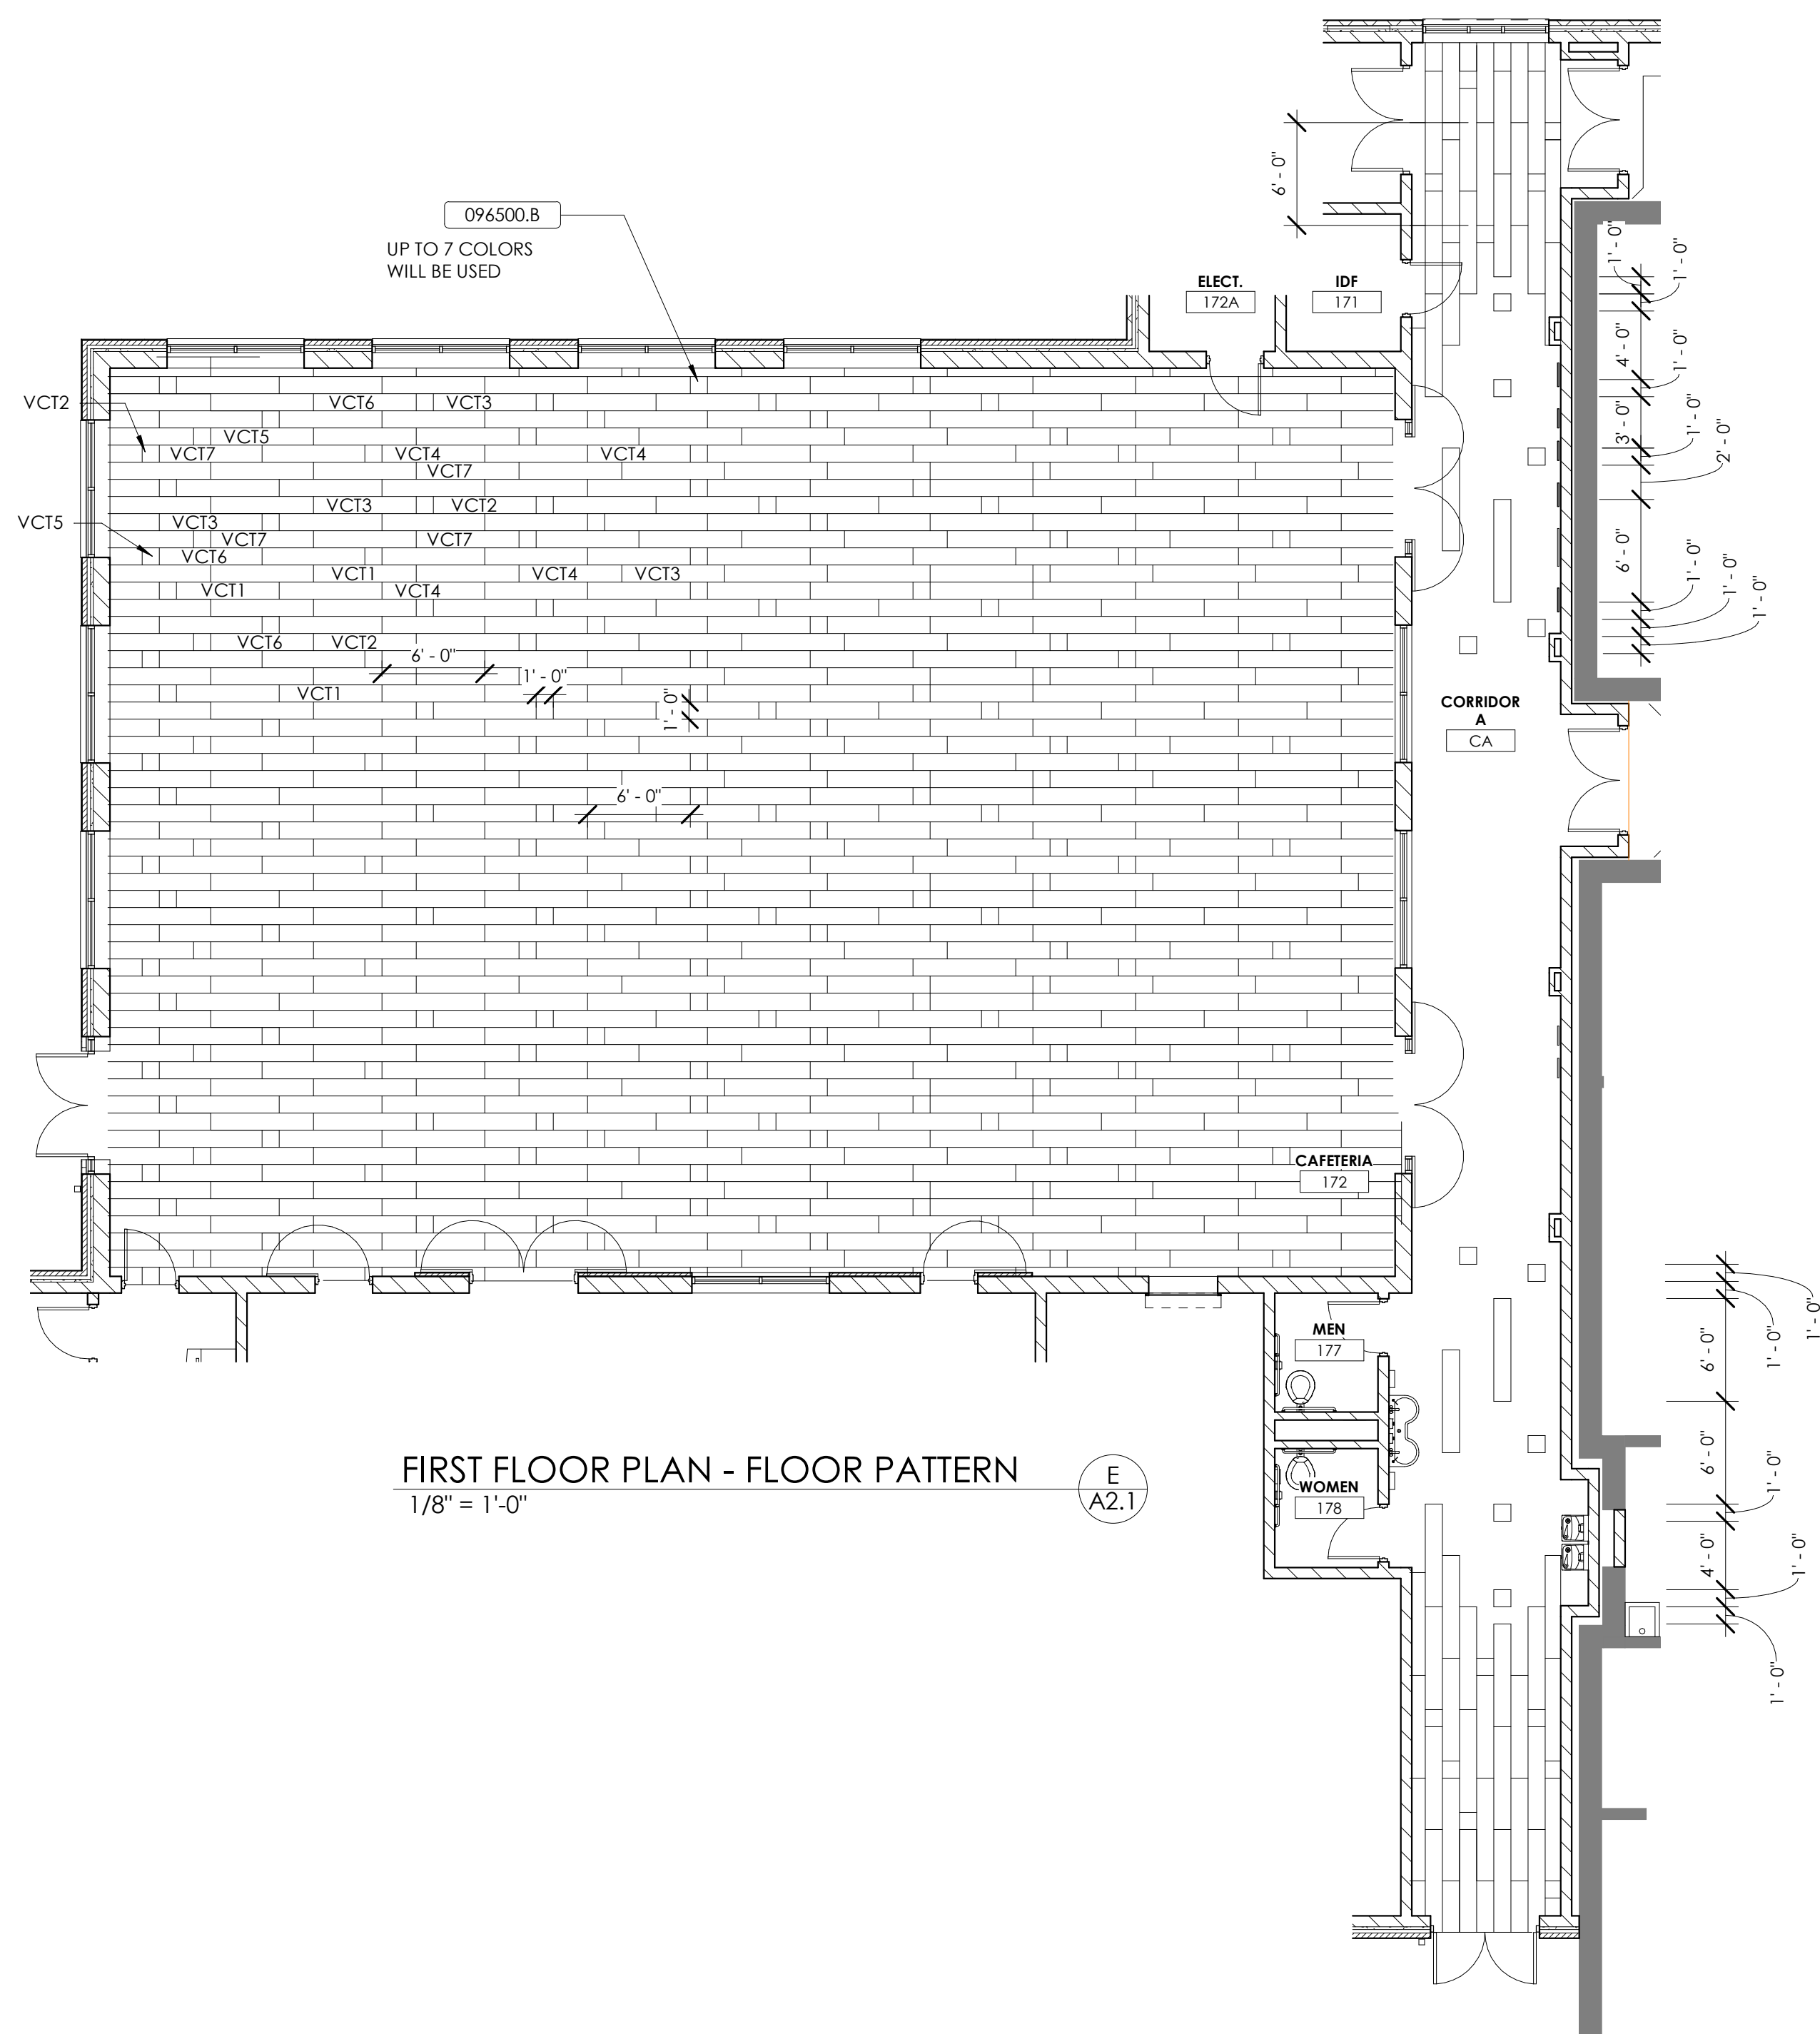 096500.B
UP TO 7 COLORS
WILL BE USED
6' - 0"
ELECT.
172A
IDF
171
1' - 0"
1' - 0"
4' - 0"
1' - 0"
3' - 0"
1' - 0"
2' - 0"
6' - 0"
1' - 0"
1' - 0"
1' - 0"
VCT2
VCT6
VCT3
VCT5
VCT7
VCT4
VCT4
VCT7
VCT3
VCT2
VCT5
VCT3
VCT7
VCT7
VCT6
VCT1
VCT4
VCT3
VCT1
VCT4
VCT6
VCT2
6' - 0"
1' - 0"
VCT1
1' - 0"
6' - 0"
CORRIDOR
A
CA
CAFETERIA
172
MEN
177
WOMEN
178
1' - 0"
1' - 0"
6' - 0"
6' - 0"
1' - 0"
4' - 0"
1' - 0"
1' - 0"
FIRST FLOOR PLAN - FLOOR PATTERN
1/8" = 1'-0"
E
A2.1